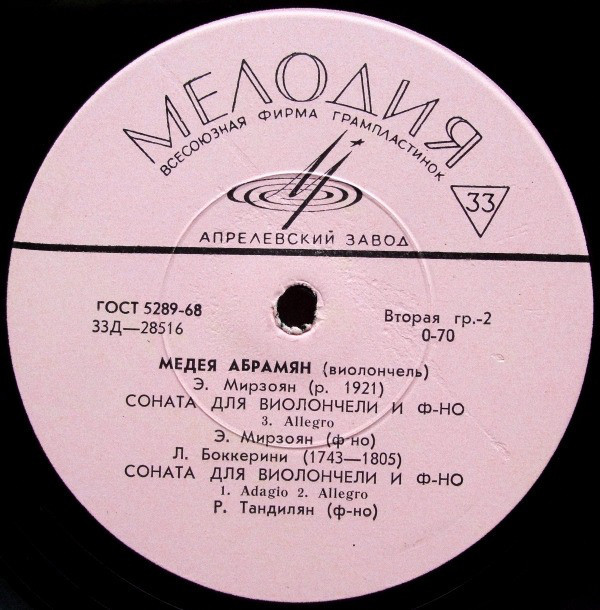 МЕЛОДИЯ
ВСЕСОЮЗНАЯ ФИРМА ГРАМПЛАСТИНОК
33
АПРЕЛЕВСКИЙ ЗАВОД
ГОСТ 5289-68
33Д—28516
Вторая гр.-2
0-70
МЕДЕЯ АБРАМЯН (виолончель)
Э. Мирзоян (р. 1921)
СОНАТА ДЛЯ ВИОЛОНЧЕЛИ И Ф-НО
3. Allegro
Э. Мирзоян (ф-но)
Л. Боккерини (1743—1805)
СОНАТА ДЛЯ ВИОЛОНЧЕЛИ И Ф-НО
1. Adagio 2. Allegro
Р. Тандилян (ф-но)